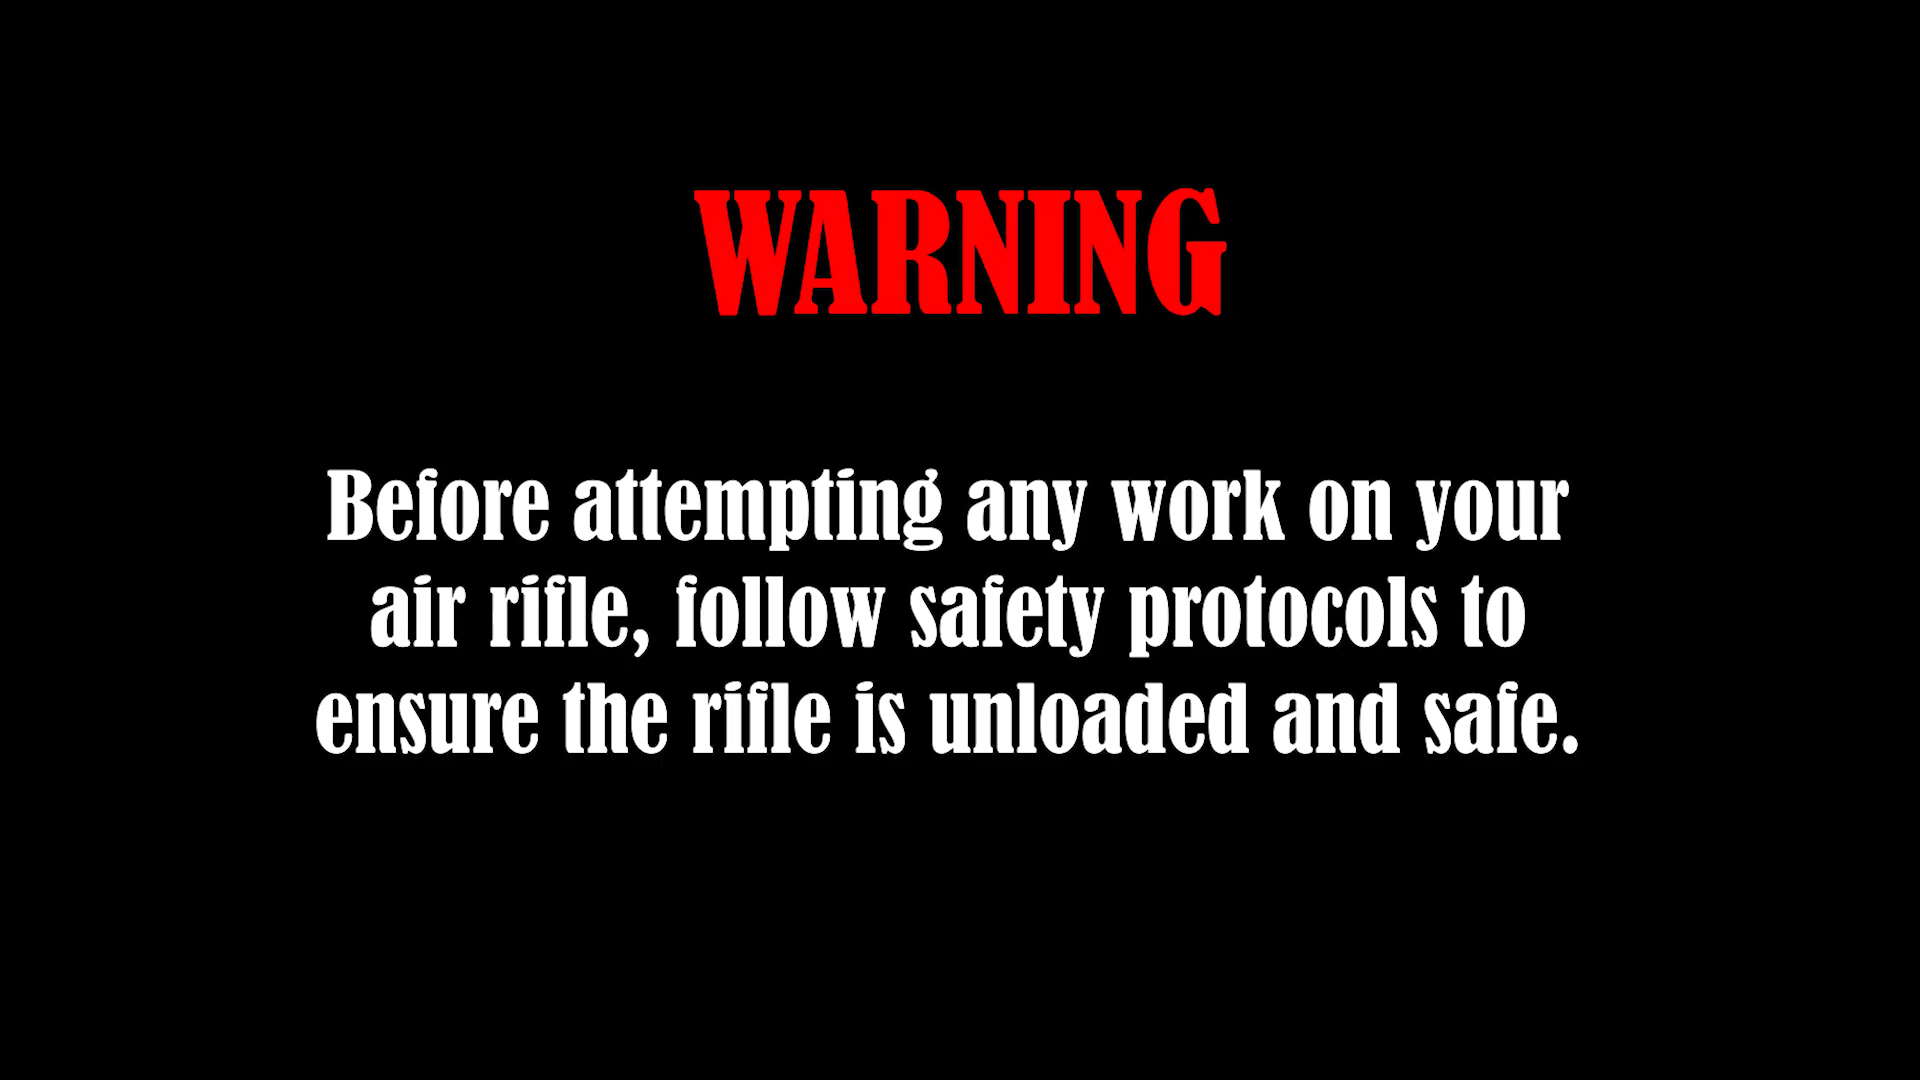 WARNING
Before attempting any work on your
air rifle, follow safety protocols to
ensure the rifle is unloaded and safe.